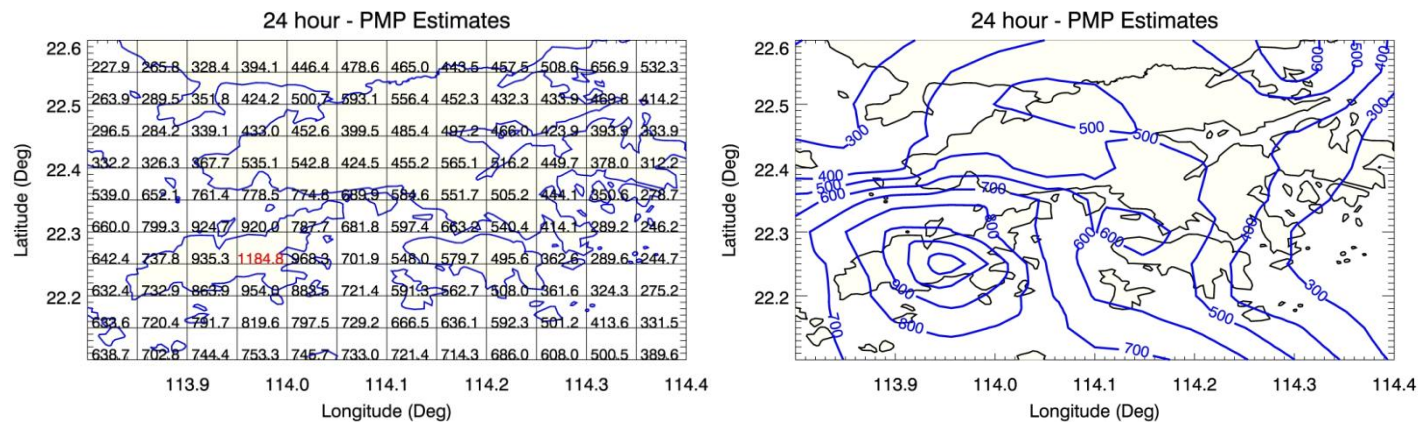 24 hour - PMP Estimates
22.6
22.5
22.4
22.3
22.2
Latitude (Deg)
227.9 265.8 328.4 394.1 446.4 478.6 465.0 443.5 457.5 508.6 656.9 532.3
263.9 289.5 351.8 424.2 500.7 593.1 556.4 452.3 432.3 433.9 469.8 414.2
296.5 284.2 339.1 433.0 452.6 399.5 485.4 497.2 466.0 423.9 393.9 333.9
332.2 326.3 367.7 535.1 542.8 424.5 455.2 565.1 516.2 449.7 378.0 312.2
539.0 652.1 761.4 778.5 774.8 689.9 584.6 551.7 505.2 444.1 350.6 278.7
660.0 799.3 924.7 920.0 787.7 681.8 597.4 663.2 540.4 414.1 289.2 246.2
642.4 737.8 935.3 1184.8 968.3 701.9 548.0 579.7 495.6 362.6 289.6 244.7
632.4 732.9 863.9 954.0 883.5 721.4 591.3 562.7 508.0 361.6 324.3 275.2
633.6 720.4 791.7 819.6 797.5 729.2 666.5 636.1 592.3 501.2 413.6 331.5
638.7 702.8 744.4 753.3 745.7 733.0 721.4 714.3 686.0 608.0 500.5 389.6
113.9 114.0 114.1 114.2 114.3 114.4
Longitude (Deg)
24 hour - PMP Estimates
22.6
22.5
22.4
22.3
22.2
Latitude (Deg)
600 500 400
300
300
500
500
400
500
600
700
800
600
600
400
900
800
700
700
500
300
113.9 114.0 114.1 114.2 114.3 114.4
Longitude (Deg)